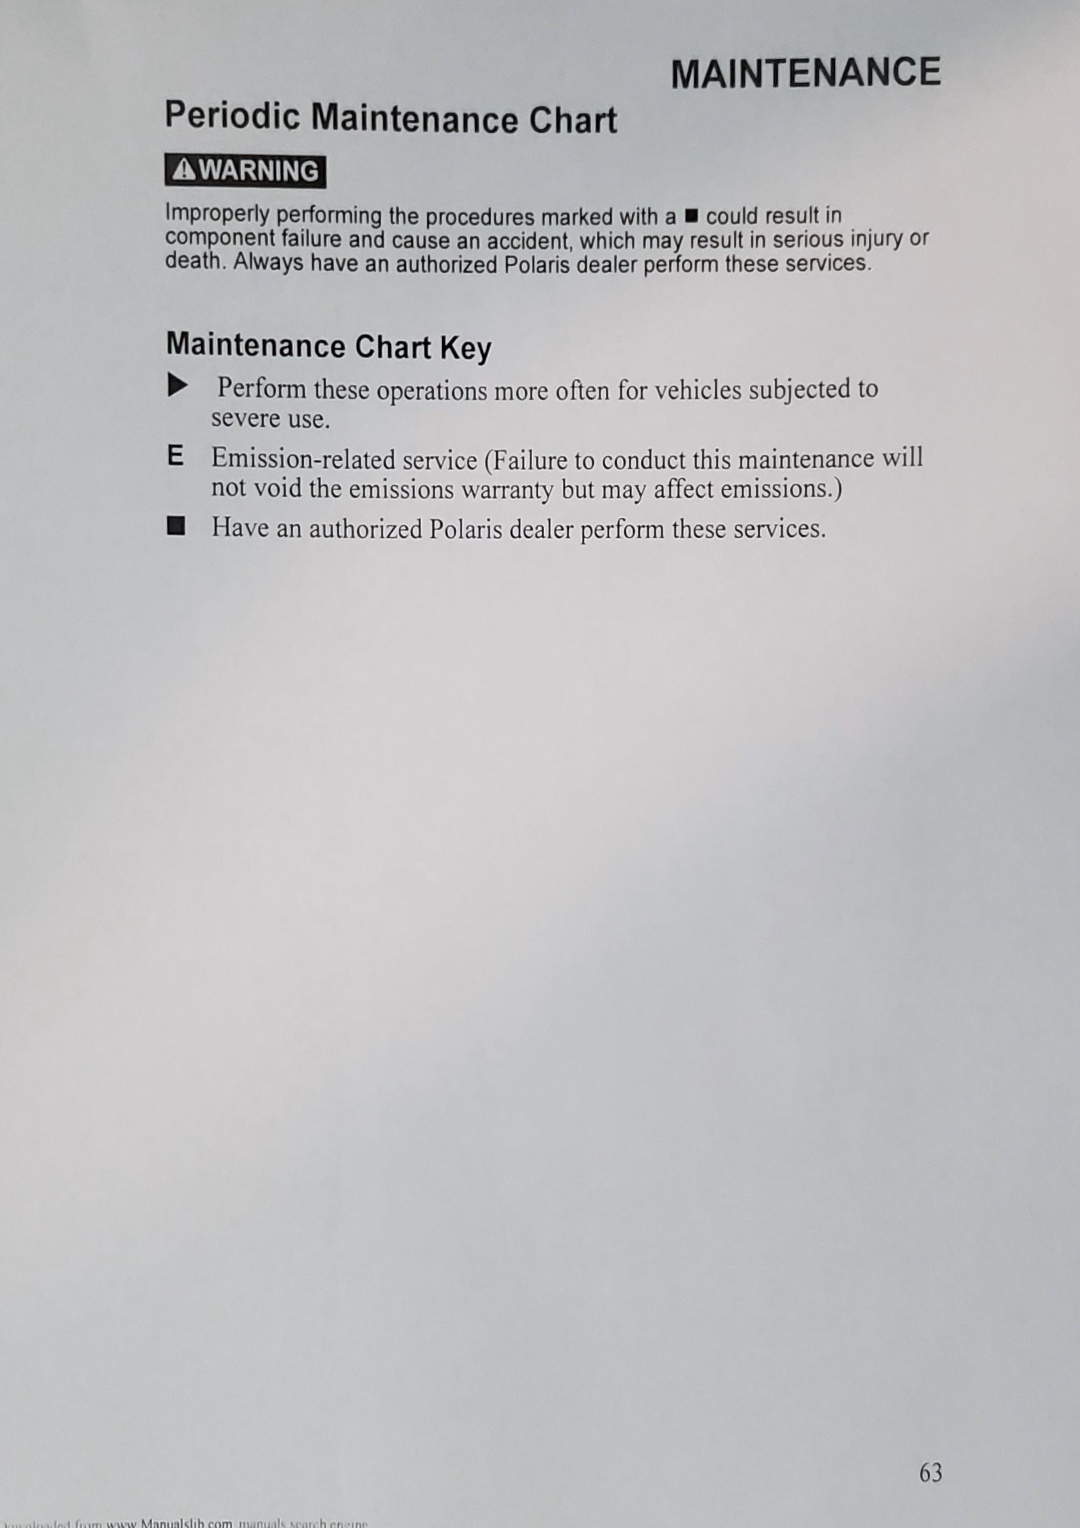 MAINTENANCE
Periodic Maintenance Chart
⚠WARNING
Improperly performing the procedures marked with a ■ could result in
component failure and cause an accident, which may result in serious injury or
death. Always have an authorized Polaris dealer perform these services.
Maintenance Chart Key
▶ Perform these operations more often for vehicles subjected to
severe use.
E Emission-related service (Failure to conduct this maintenance will
not void the emissions warranty but may affect emissions.)
■ Have an authorized Polaris dealer perform these services.
63
from www.Manualslib.com manuals search engine